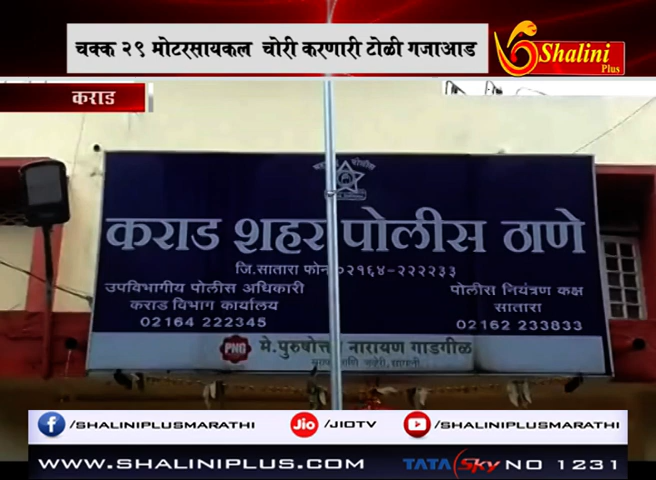 चक्क २९ मोटरसायकल चोरी करणारी टोळी गजाआड
Shalini
Plus
कराड
कराड शहर पोलीस ठाणे
जि.सातारा फोन ०२१६४-२२२२३३
उपविभागीय पोलीस अधिकारी
कराड विभाग कार्यालय
02164 222345
पोलीस नियंत्रण कक्ष
सातारा
02162 233833
PNG
मे.पुरुषोत्तम नारायण गाडगीळ
/SHALINIPLUSMARATHI
Jio /JIOTV
/SHALINIPLUSMARATHI
WWW.SHALINIPLUS.COM
TATA Sky NO 1231